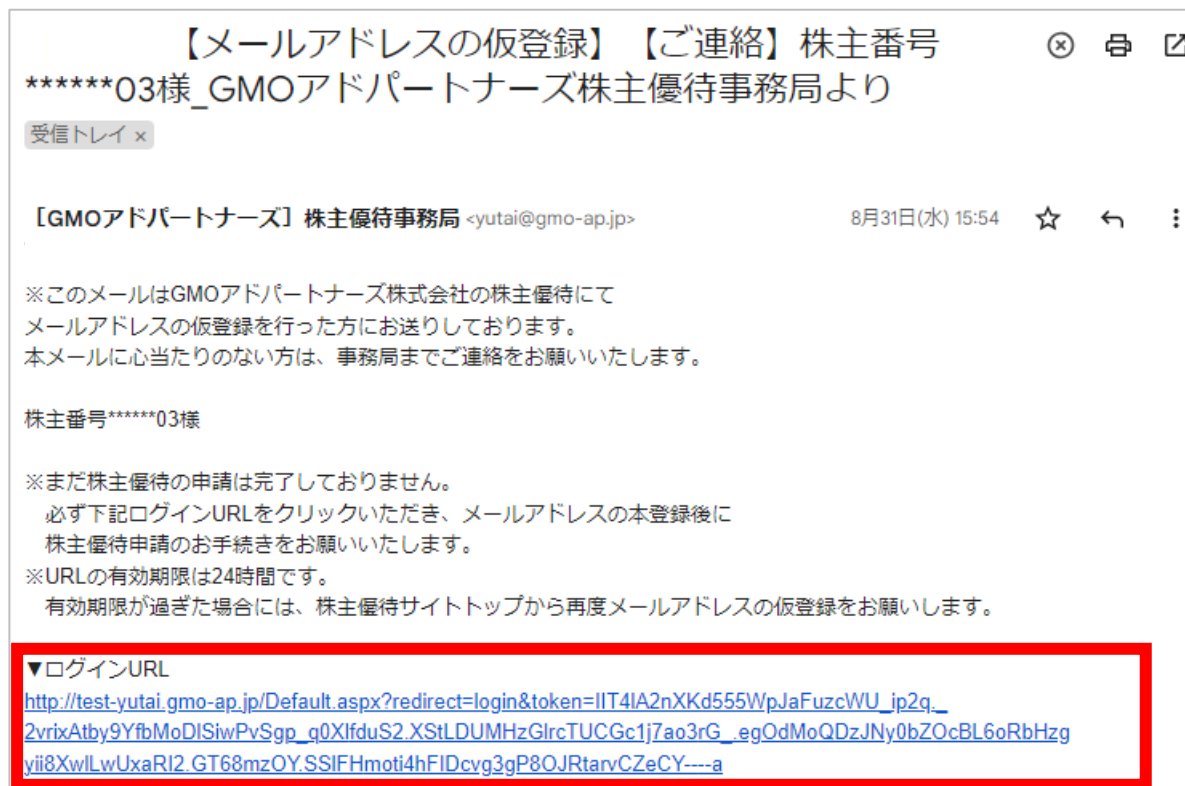 【メールアドレスの仮登録】【ご連絡】株主番号
******03様_GMOアドパートナーズ株主優待事務局より
受信トレイ ×
［GMOアドパートナーズ］株主優待事務局 <yutai@gmo-ap.jp> 8月31日(水) 15:54
※このメールはGMOアドパートナーズ株式会社の株主優待にて
メールアドレスの仮登録を行った方にお送りしております。
本メールに心当たりのない方は、事務局までご連絡をお願いいたします。
株主番号******03様
※まだ株主優待の申請は完了しておりません。
必ず下記ログインURLをクリックいただき、メールアドレスの本登録後に
株主優待申請のお手続きをお願いいたします。
※URLの有効期限は24時間です。
有効期限が過ぎた場合には、株主優待サイトトップから再度メールアドレスの仮登録をお願いします。
▼ログインURL
http://test-yutai.gmo-ap.jp/Default.aspx?redirect=login&token=IIT4IA2nXKd555WpJaFuzcWU_ip2q._
2vrixAtby9YfbMoDlSiwPvSgp_q0XlfduS2.XStLDUMHzGlrcTUCGc1j7ao3rG_.egOdMoQDzJNy0bZOcBL6oRbHzg
yii8XwlLwUxaRI2.GT68mzOY.SSlFHmoti4hFIDcvg3gP8OJRtarvCZeCY----a